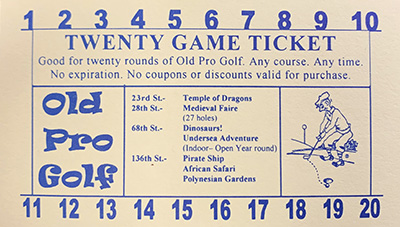 1 2 3 4 5 6 7 8 9 10
TWENTY GAME TICKET
Good for twenty rounds of Old Pro Golf. Any course. Any time.
No expiration. No coupons or discounts valid for purchase.
Old
Pro
Golf
23rd St.- Temple of Dragons
28th St.- Medieval Faire
(27 holes)
68th St.- Dinosaurs!
Undersea Adventure
(Indoor- Open Year round)
136th St.- Pirate Ship
African Safari
Polynesian Gardens
11 12 13 14 15 16 17 18 19 20